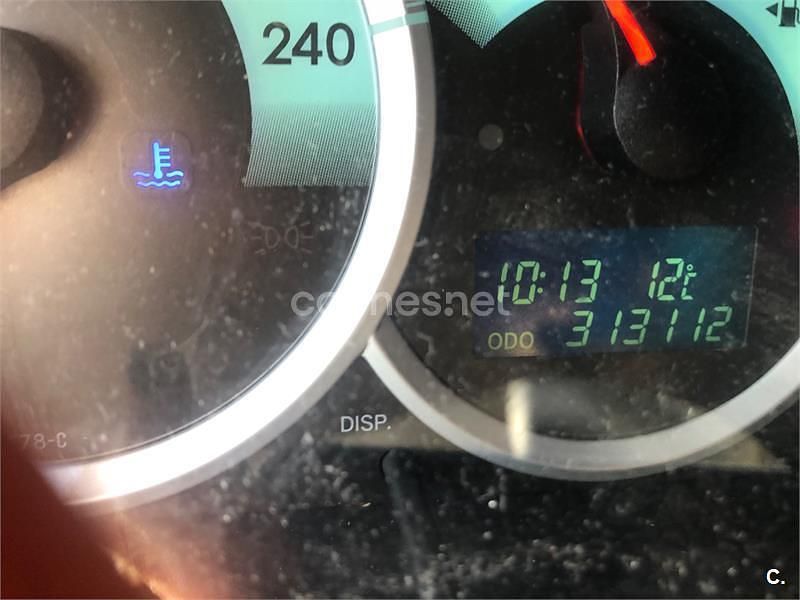 240
10:13 12°C
ODO 313112
DISP.
78-C
coches.net
C.